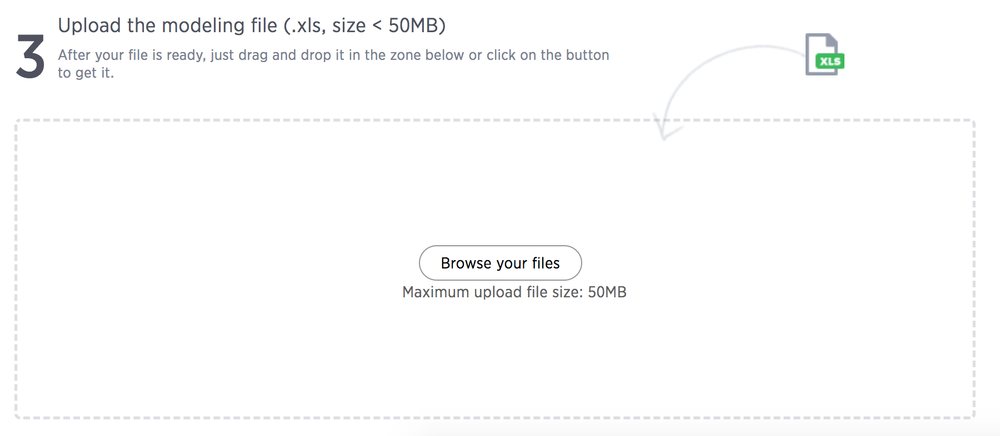 3
Upload the modeling file (.xls, size < 50MB)
After your file is ready, just drag and drop it in the zone below or click on the button
to get it.
XLS
Browse your files
Maximum upload file size: 50MB